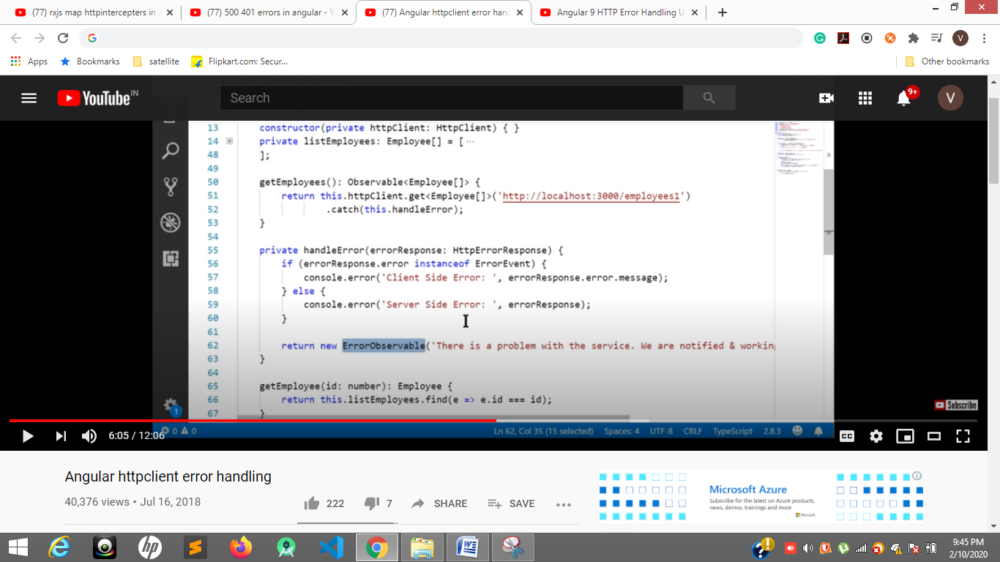 (77) rxjs map httpintercepters in a
(77) 500 401 errors in angular - Y
(77) Angular httpclient error hand
Angular 9 HTTP Error Handling U
V
Apps
Bookmarks
satellite
Flipkart.com: Secur...
Other bookmarks
YouTube IN
Search
9+
V
13 constructor(private httpClient: HttpClient) { }
14 private listEmployees: Employee[] = [ ...
48 ];
49
50 getEmployees(): Observable<Employee[]> {
51 return this.httpClient.get<Employee[]>('http://localhost:3000/employees1')
52 .catch(this.handleError);
53 }
54
55 private handleError(errorResponse: HttpErrorResponse) {
56 if (errorResponse.error instanceof ErrorEvent) {
57 console.error('Client Side Error: ', errorResponse.error.message);
58 } else {
59 console.error('Server Side Error: ', errorResponse);
60 }
61
62 return new ErrorObservable('There is a problem with the service. We are notified & workin
63 }
64
65 getEmployee(id: number): Employee {
66 return this.listEmployees.find(e => e.id === id);
67 }
1
Subscribe
0 0
Ln 62, Col 35 (15 selected) Spaces: 4 UTF-8 CRLF TypeScript 2.8.3
6:05 / 12:06
CC
Angular httpclient error handling
40,376 views • Jul 16, 2018
222
7
SHARE
SAVE
Microsoft Azure
Subscribe for the latest on Azure products,
news, demos, trainings and more
Microsoft
9:45 PM
2/10/2020